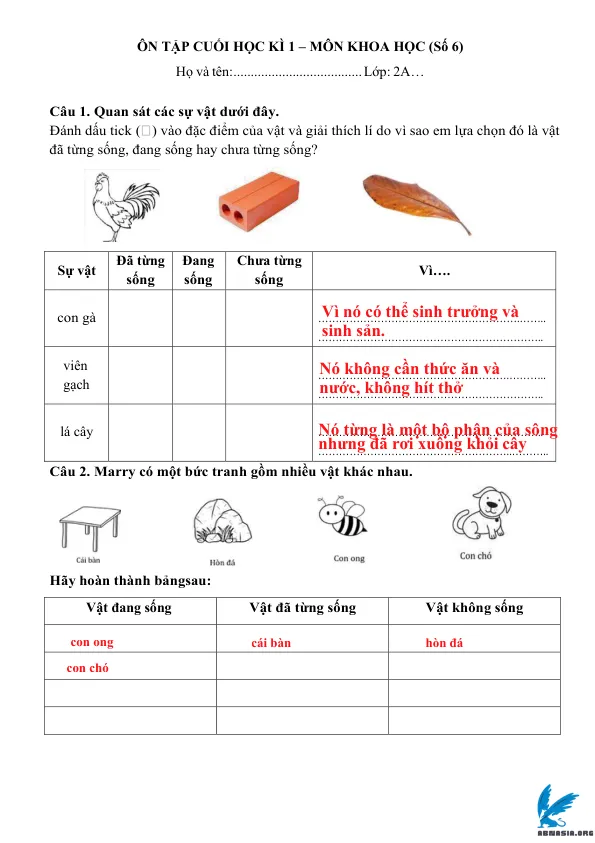 ÔN TẬP CUỐI HỌC KÌ 1 – MÔN KHOA HỌC (Số 6)
Họ và tên:..................................... Lớp: 2A…
Câu 1. Quan sát các sự vật dưới đây.
Đánh dấu tick (□) vào đặc điểm của vật và giải thích lí do vì sao em lựa chọn đó là vật
đã từng sống, đang sống hay chưa từng sống?
Sự vật
Đã từng
sống
Đang
sống
Chưa từng
sống
Vì….
con gà
Vì nó có thể sinh trưởng và
sinh sản.
viên
gạch
Nó không cần thức ăn và
nước, không hít thở
lá cây
Nó từng là một bộ phận của sông
nhưng đã rơi xuống khỏi cây
Câu 2. Marry có một bức tranh gồm nhiều vật khác nhau.
Cái bàn
Hòn đá
Con ong
Con chó
Hãy hoàn thành bảngsau:
Vật đang sống
Vật đã từng sống
Vật không sống
con ong
cái bàn
hòn đá
con chó
ABNASIA.ORG